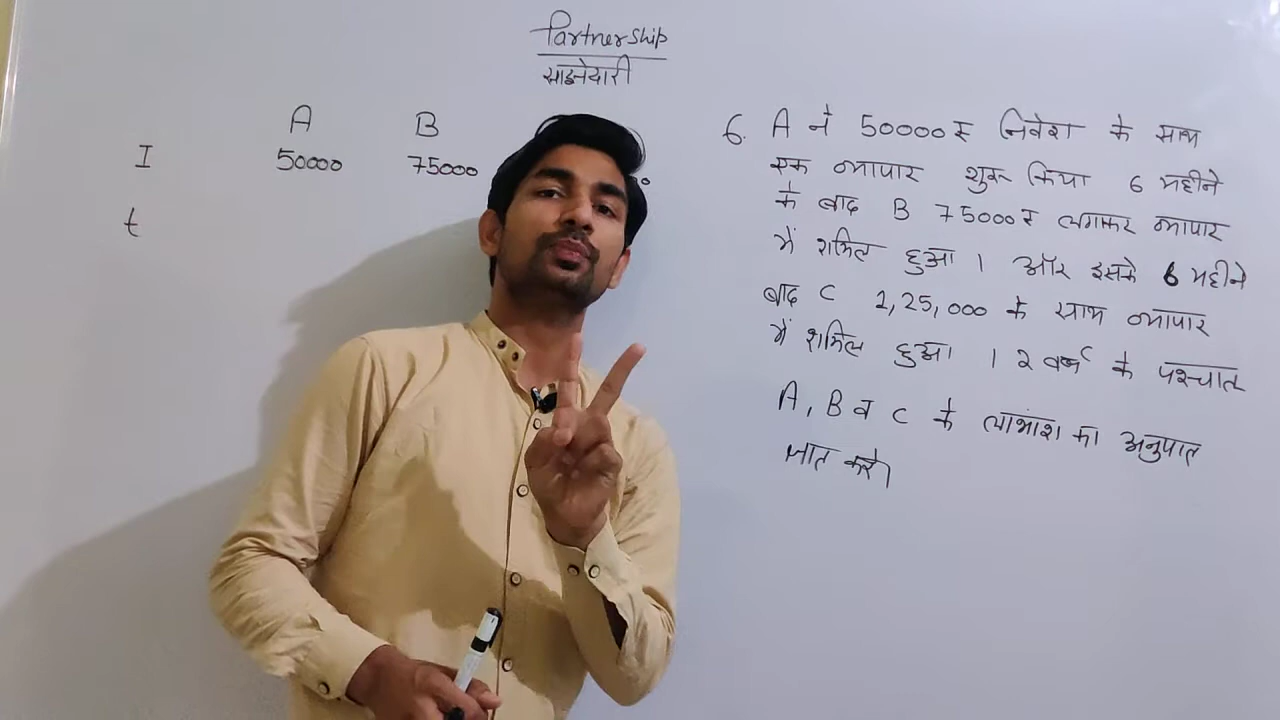 Partnership
साझेदारी
A B
I 50000 75000
t
6. A ने 50000 ₹ निवेश के साथ
एक व्यापार शुरू किया 6 महीने
के बाद B 75000 ₹ लगाकर व्यापार
में शामिल हुआ । और इसके 6 महीने
बाद C 1,25,000 के साथ व्यापार
में शामिल हुआ । 2 वर्ष के पश्चात
A, B व C के लाभांश का अनुपात
ज्ञात करो।